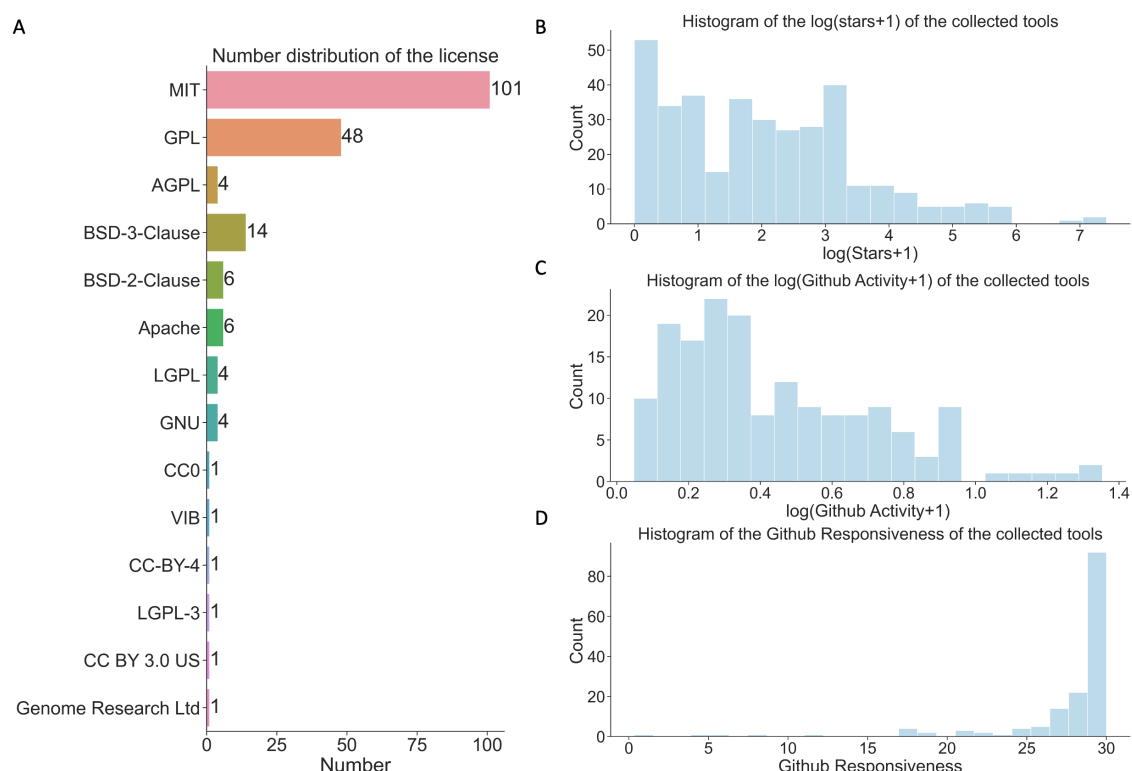 A
Number distribution of the license
MIT
101
GPL
48
AGPL
4
BSD-3-Clause
14
BSD-2-Clause
6
Apache
6
LGPL
4
GNU
4
CC0
1
VIB
1
CC-BY-4
1
LGPL-3
1
CC BY 3.0 US
1
Genome Research Ltd
1
0 25 50 75 100
Number
B
Histogram of the log(stars+1) of the collected tools
50
40
30
20
10
0
Count
0 1 2 3 4 5 6 7
log(Stars+1)
C
Histogram of the log(Github Activity+1) of the collected tools
20
15
10
5
0
Count
0.0 0.2 0.4 0.6 0.8 1.0 1.2 1.4
log(Github Activity+1)
D
Histogram of the Github Responsiveness of the collected tools
80
60
40
20
0
Count
0 5 10 15 20 25 30
Github Responsiveness